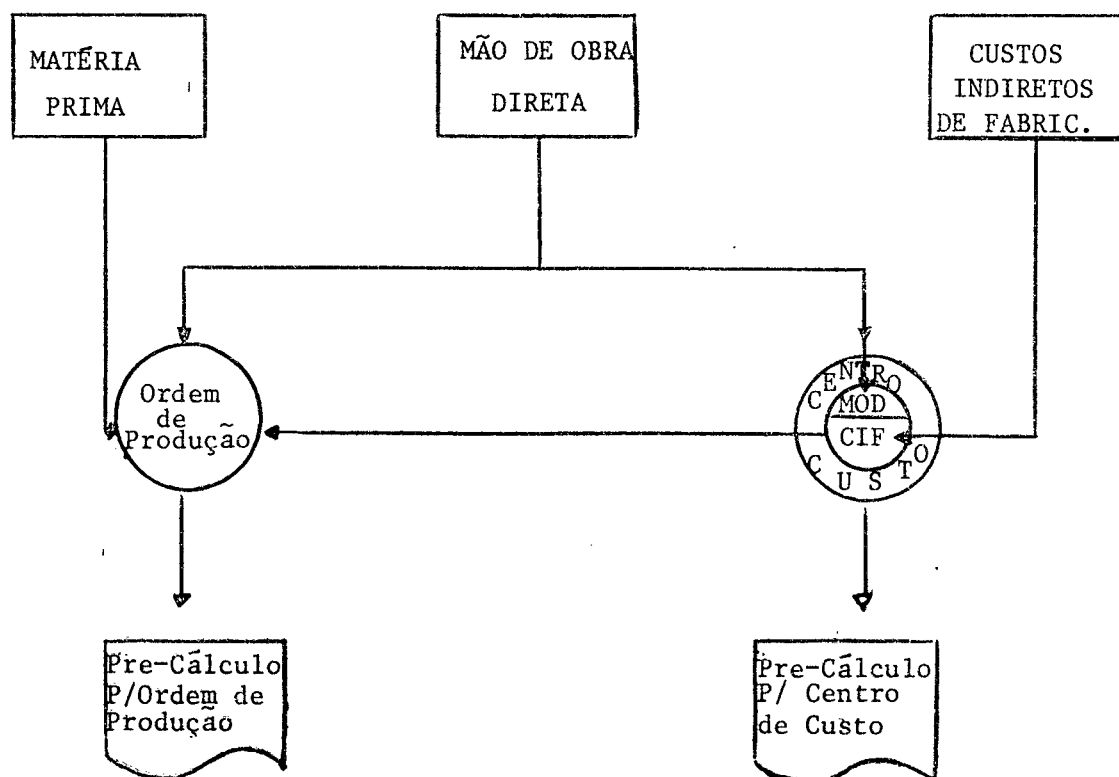 MATÉRIA
PRIMA
MÃO DE OBRA
DIRETA
CUSTOS
INDIRETOS
DE FABRIC.
Ordem
de
Produção
CENTRO
MOD
CIF
CUSTO
Pre-Cálculo
P/Ordem de
Produção
Pre-Cálculo
P/ Centro
de Custo